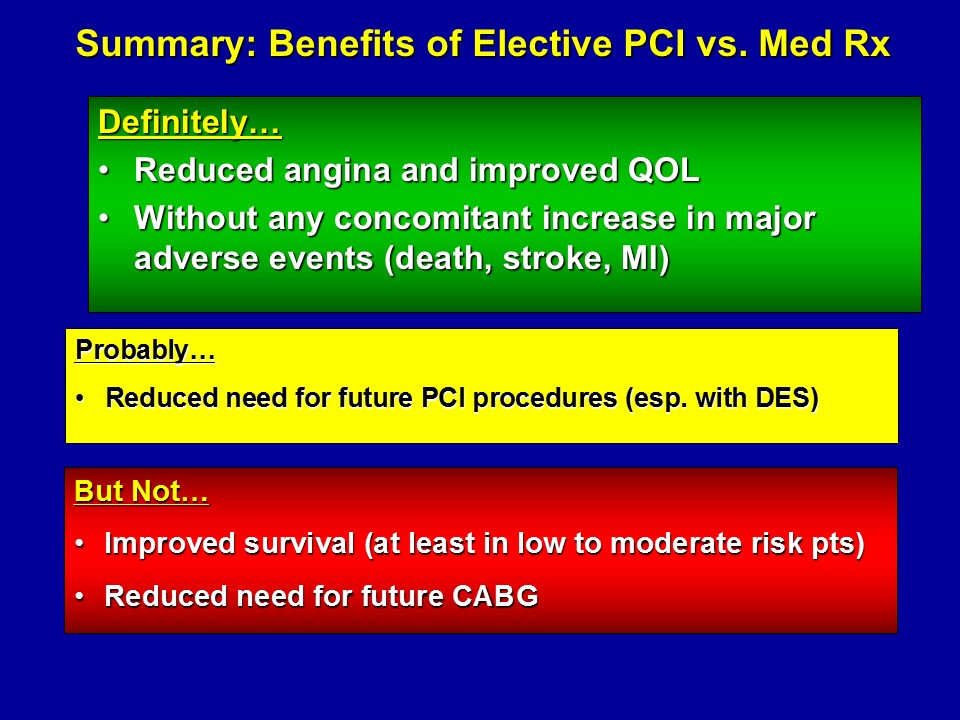 Summary: Benefits of Elective PCI vs. Med Rx
Definitely…
• Reduced angina and improved QOL
• Without any concomitant increase in major
adverse events (death, stroke, MI)
Probably…
• Reduced need for future PCI procedures (esp. with DES)
But Not…
• Improved survival (at least in low to moderate risk pts)
• Reduced need for future CABG